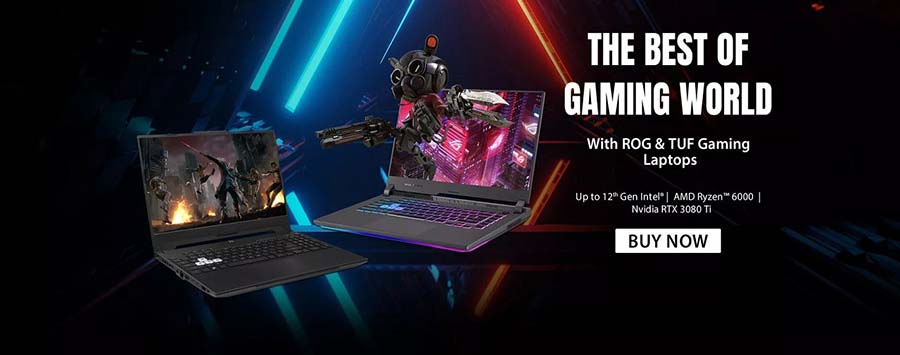 THE BEST OF
GAMING WORLD
With ROG & TUF Gaming
Laptops
Up to 12th Gen Intel® | AMD Ryzen™ 6000 |
Nvidia RTX 3080 Ti
BUY NOW